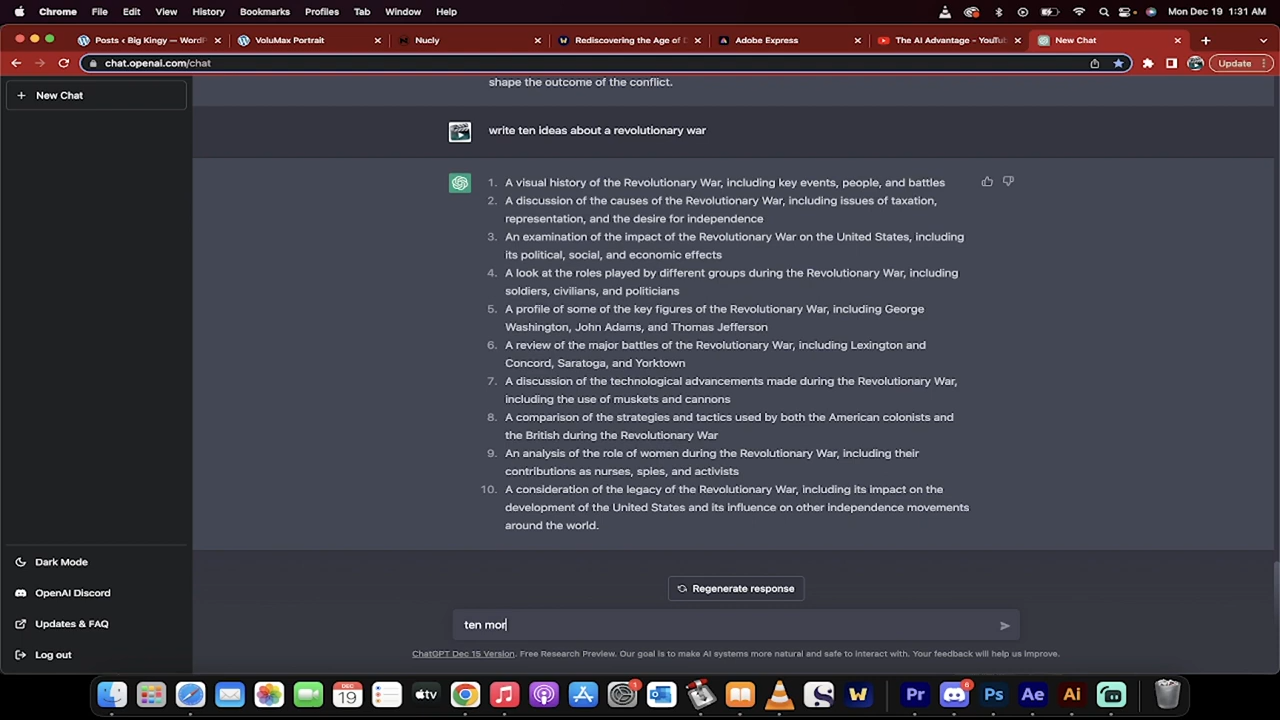 Chrome File Edit View History Bookmarks Profiles Tab Window Help Mon Dec 19 1:31 AM
Posts ‹ Big Kingy — WordP VoluMax Portrait Nucly Rediscovering the Age of D Adobe Express The AI Advantage - YouTub New Chat
chat.openai.com/chat Update
New Chat
shape the outcome of the conflict.
write ten ideas about a revolutionary war
1. A visual history of the Revolutionary War, including key events, people, and battles
2. A discussion of the causes of the Revolutionary War, including issues of taxation,
representation, and the desire for independence
3. An examination of the impact of the Revolutionary War on the United States, including
its political, social, and economic effects
4. A look at the roles played by different groups during the Revolutionary War, including
soldiers, civilians, and politicians
5. A profile of some of the key figures of the Revolutionary War, including George
Washington, John Adams, and Thomas Jefferson
6. A review of the major battles of the Revolutionary War, including Lexington and
Concord, Saratoga, and Yorktown
7. A discussion of the technological advancements made during the Revolutionary War,
including the use of muskets and cannons
8. A comparison of the strategies and tactics used by both the American colonists and
the British during the Revolutionary War
9. An analysis of the role of women during the Revolutionary War, including their
contributions as nurses, spies, and activists
10. A consideration of the legacy of the Revolutionary War, including its impact on the
development of the United States and its influence on other independence movements
around the world.
Dark Mode
OpenAI Discord
Updates & FAQ
Log out
Regenerate response
ten mor
ChatGPT Dec 15 Version. Free Research Preview. Our goal is to make AI systems more natural and safe to interact with. Your feedback will help us improve.
DEC
19
tv
1
W
Pr
6
Ps
Ae
Ai